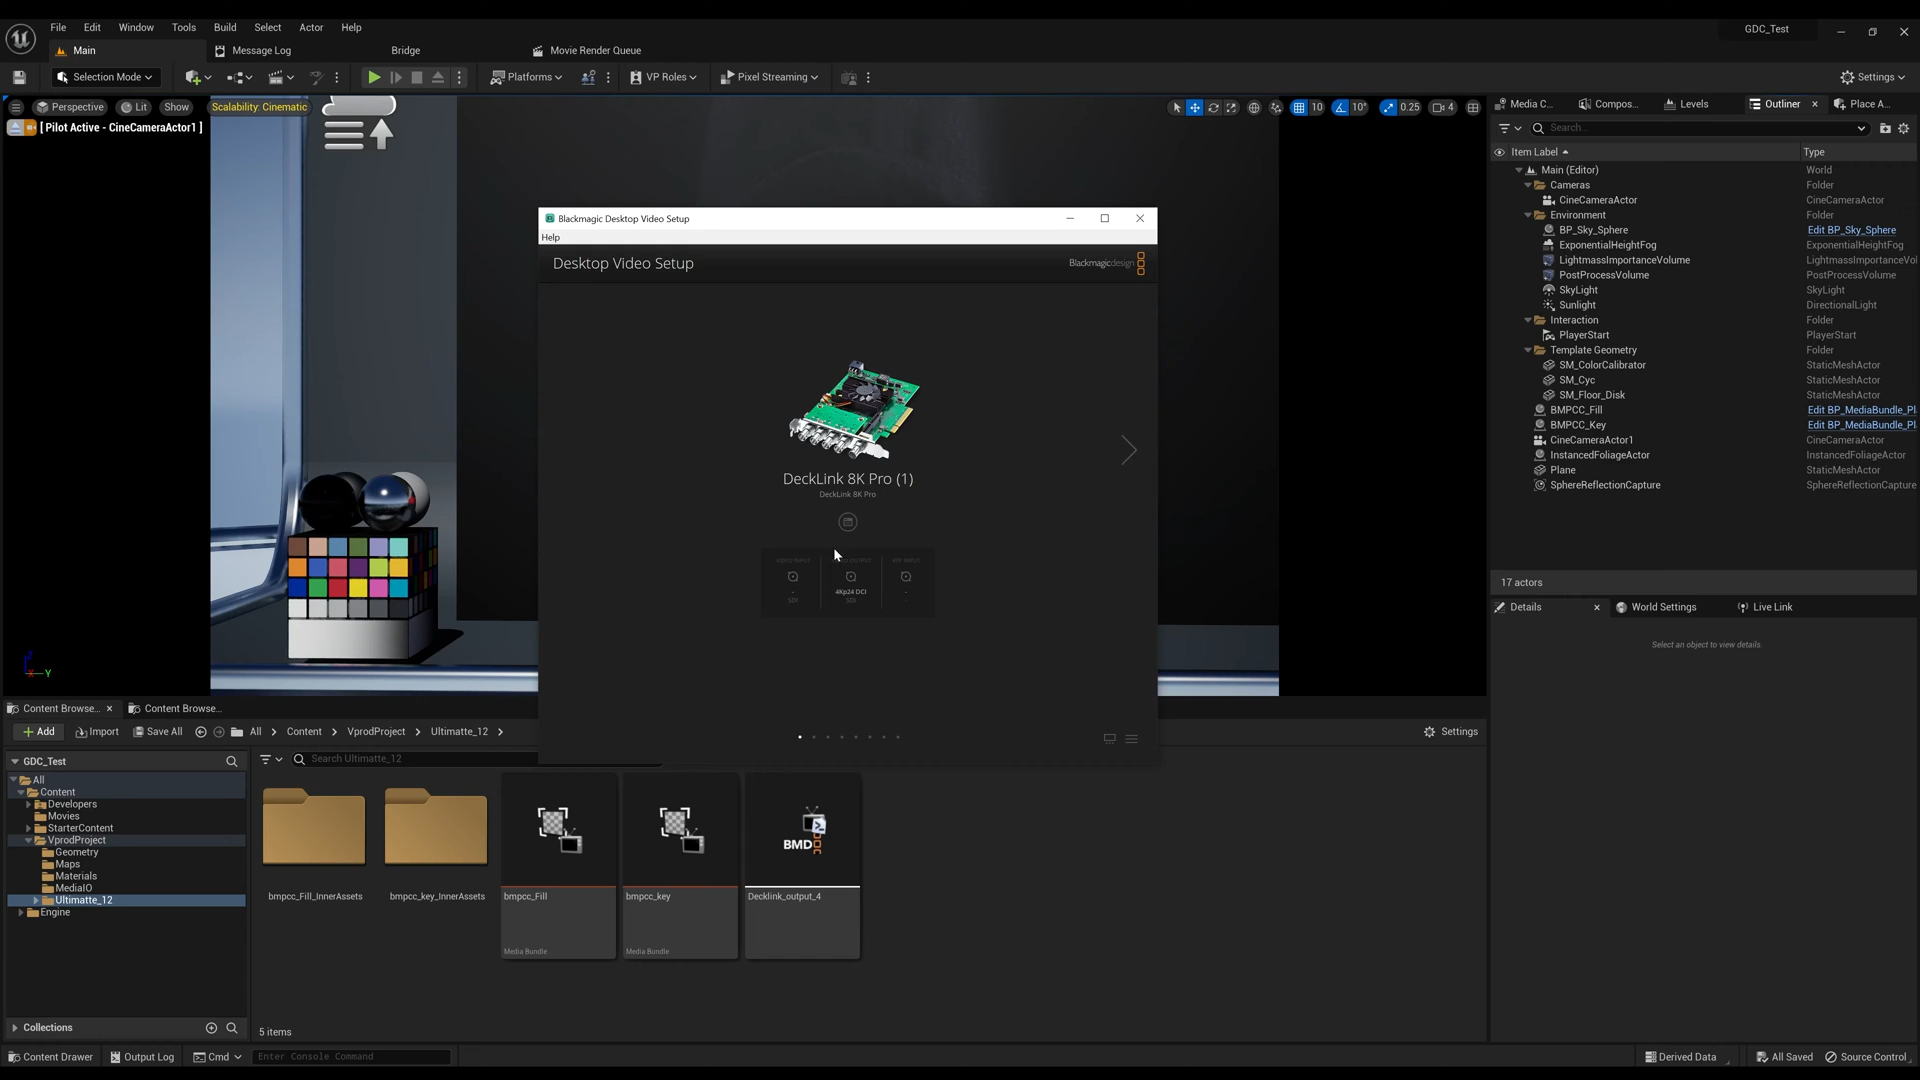 File Edit Window Tools Build Select Actor Help
GDC_Test
Main Message Log Bridge Movie Render Queue
Selection Mode Platforms VP Roles Pixel Streaming Settings
Perspective Lit Show Scalability: Cinematic 10 10° 0.25 4
[ Pilot Active - CineCameraActor1 ]
Media C... Compos... Levels Outliner Place A...
Search...
Item Label Type
Main (Editor) World
Cameras Folder
CineCameraActor CineCameraActor
Environment Folder
BP_Sky_Sphere Edit BP_Sky_Sphere
ExponentialHeightFog ExponentialHeightFog
LightmassImportanceVolume LightmassImportanceVol
PostProcessVolume PostProcessVolume
SkyLight SkyLight
Sunlight DirectionalLight
Interaction Folder
PlayerStart PlayerStart
Template Geometry Folder
SM_ColorCalibrator StaticMeshActor
SM_Cyc StaticMeshActor
SM_Floor_Disk StaticMeshActor
BMPCC_Fill Edit BP_MediaBundle_Pl
BMPCC_Key Edit BP_MediaBundle_Pl
CineCameraActor1 CineCameraActor
InstancedFoliageActor InstancedFoliageActor
Plane StaticMeshActor
SphereReflectionCapture SphereReflectionCapture
17 actors
Details World Settings Live Link
Select an object to view details.
Blackmagic Desktop Video Setup
Help
Desktop Video Setup Blackmagicdesign
DeckLink 8K Pro (1)
DeckLink 8K Pro
VIDEO INPUT
- 4Kp24 DCI -
SDI SDI
Z
X Y
Content Browse... Content Browse...
Add Import Save All All Content VprodProject Ultimatte_12 Settings
GDC_Test
Search Ultimatte_12
All
Content
Developers
Movies
StarterContent
VprodProject
Geometry
Maps
Materials
MediaIO
Ultimatte_12
Engine
BMD
bmpcc_Fill_InnerAssets bmpcc_key_InnerAssets bmpcc_Fill bmpcc_key Decklink_output_4
Media Bundle Media Bundle
Collections
5 items
Content Drawer Output Log Cmd Enter Console Command Derived Data All Saved Source Control